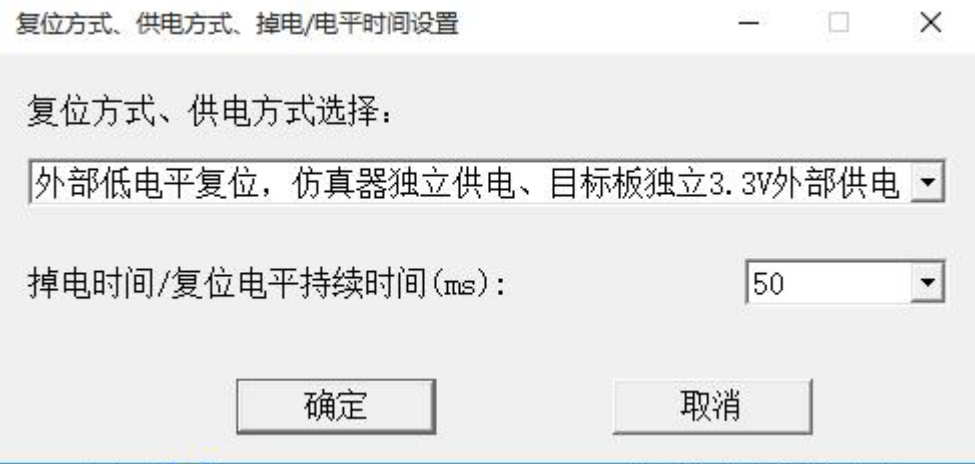 复位方式、供电方式、掉电/电平时间设置
复位方式、供电方式选择：
外部低电平复位，仿真器独立供电、目标板独立3.3V外部供电
掉电时间/复位电平持续时间(ms)：
50
确定
取消